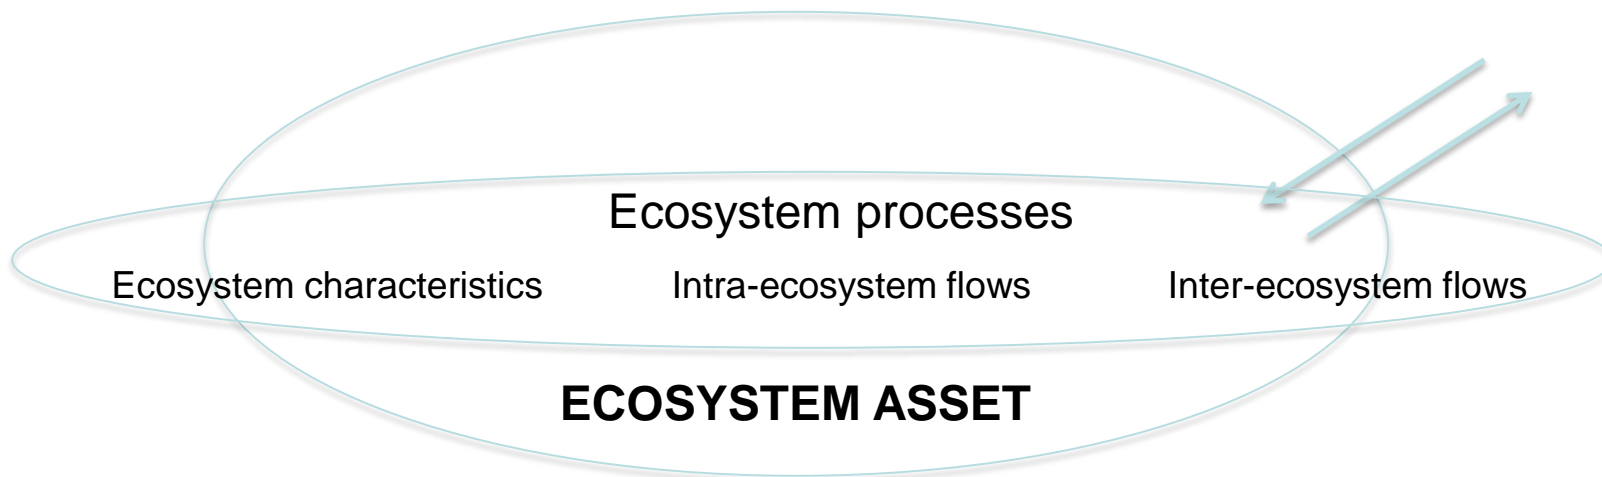 Ecosystem processes
Ecosystem characteristics Intra-ecosystem flows Inter-ecosystem flows
ECOSYSTEM ASSET